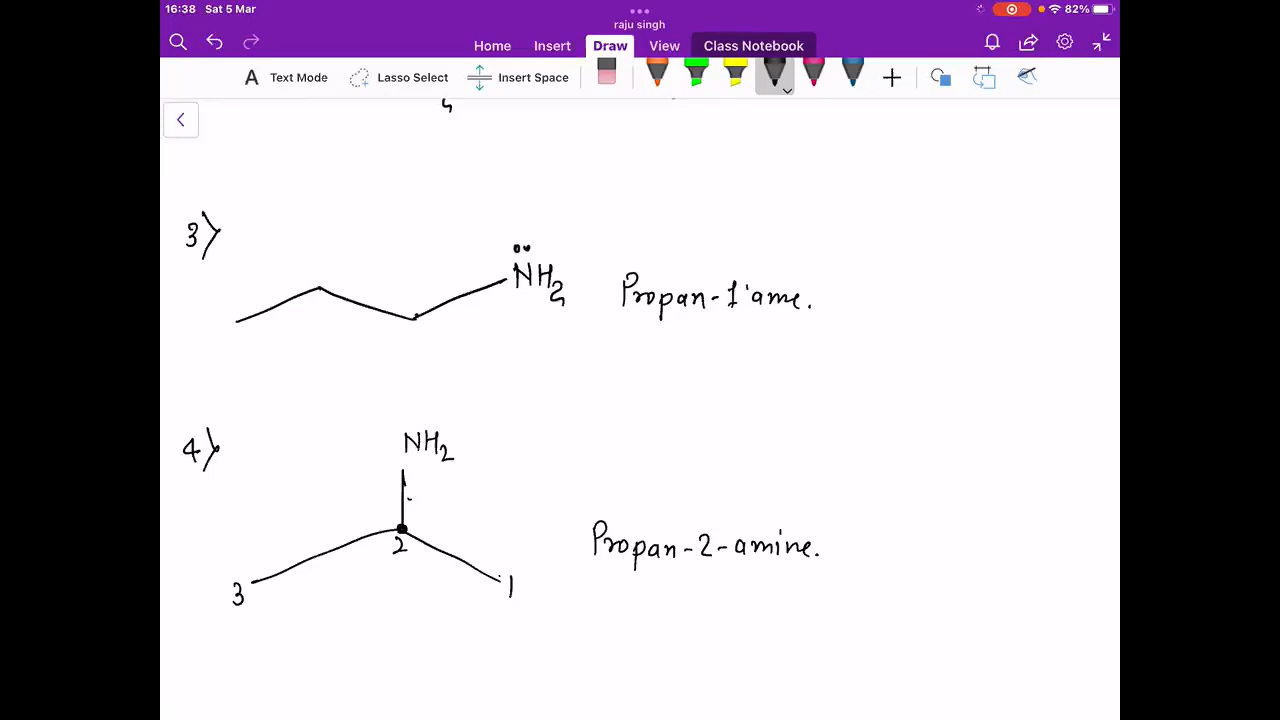 16:38 Sat 5 Mar
82%
raju singh
Home Insert Draw View Class Notebook
Text Mode Lasso Select Insert Space
3)
NH2
Propan-1'ame.
4)
NH2
2
3
1
Propan-2-amine.